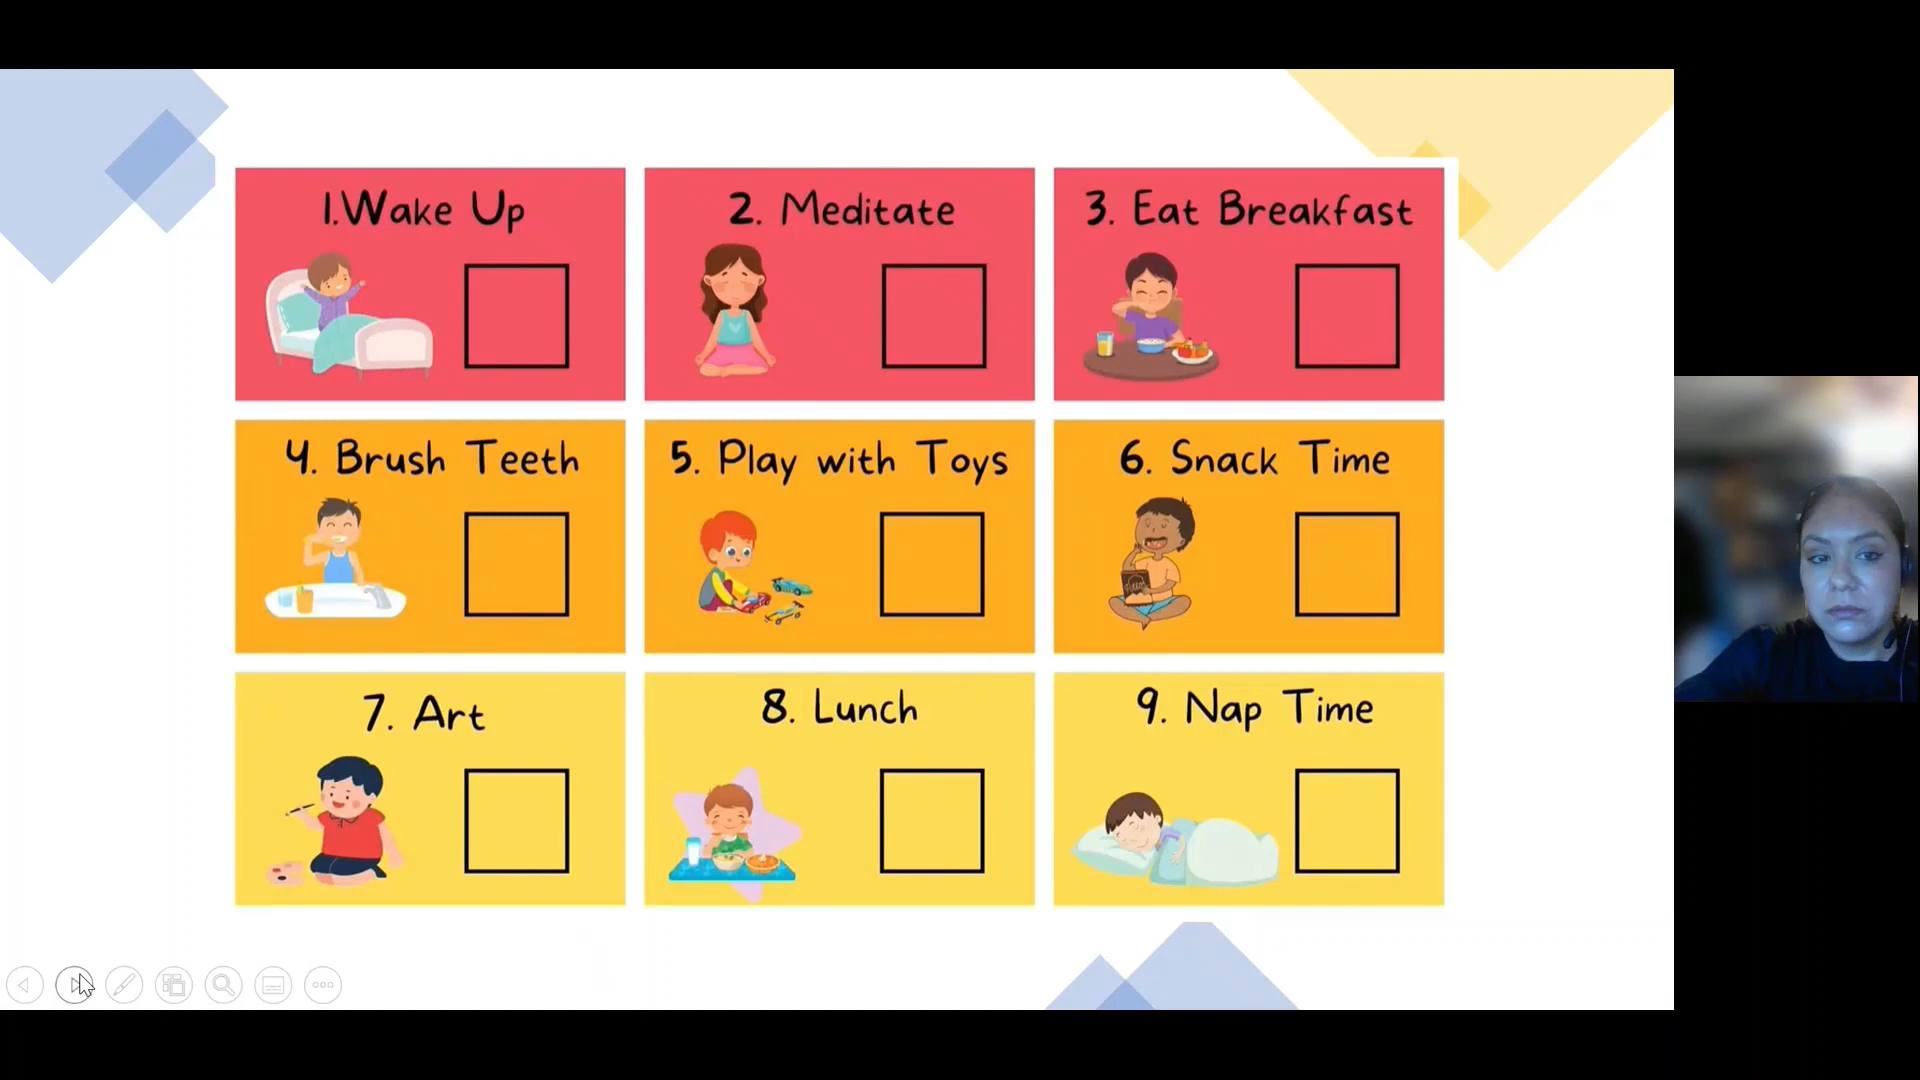 1.Wake Up
2. Meditate
3. Eat Breakfast
4. Brush Teeth
5. Play with Toys
6. Snack Time
7. Art
8. Lunch
9. Nap Time